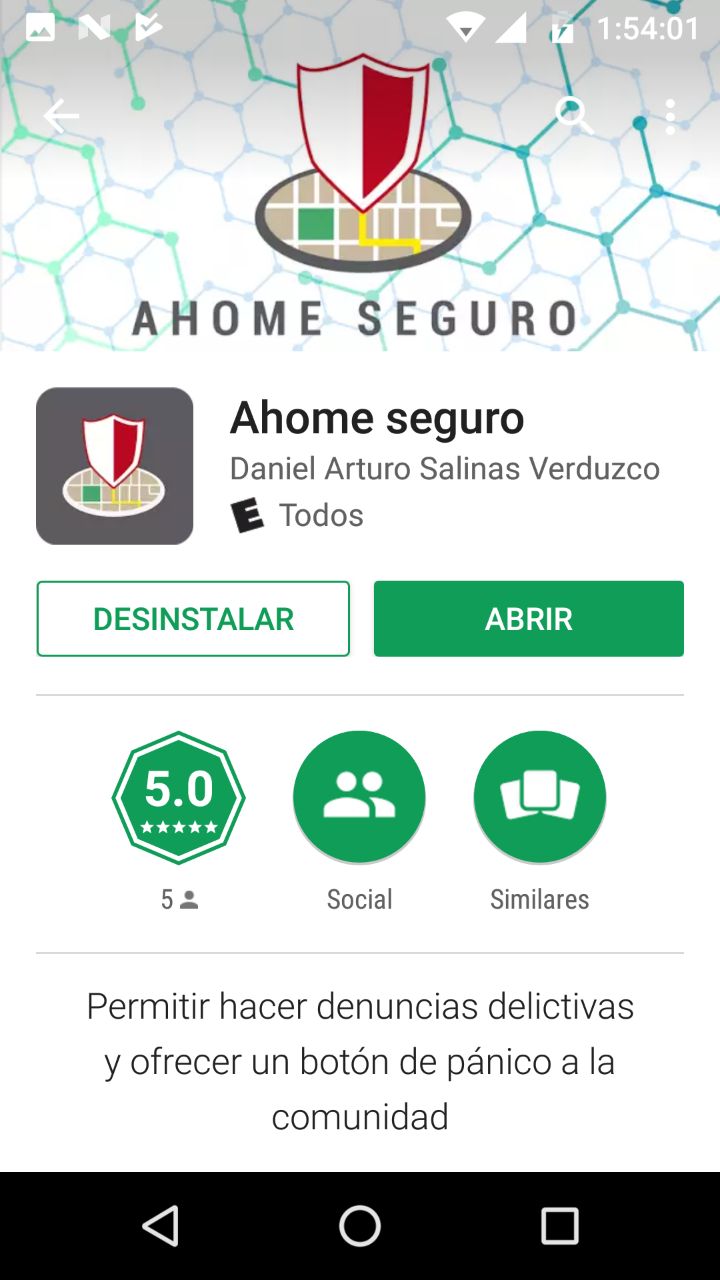 1:54:01
AHOME SEGURO
Ahome seguro
Daniel Arturo Salinas Verduzco
E Todos
DESINSTALAR ABRIR
5.0
5 Social Similares
Permitir hacer denuncias delictivas
y ofrecer un botón de pánico a la
comunidad